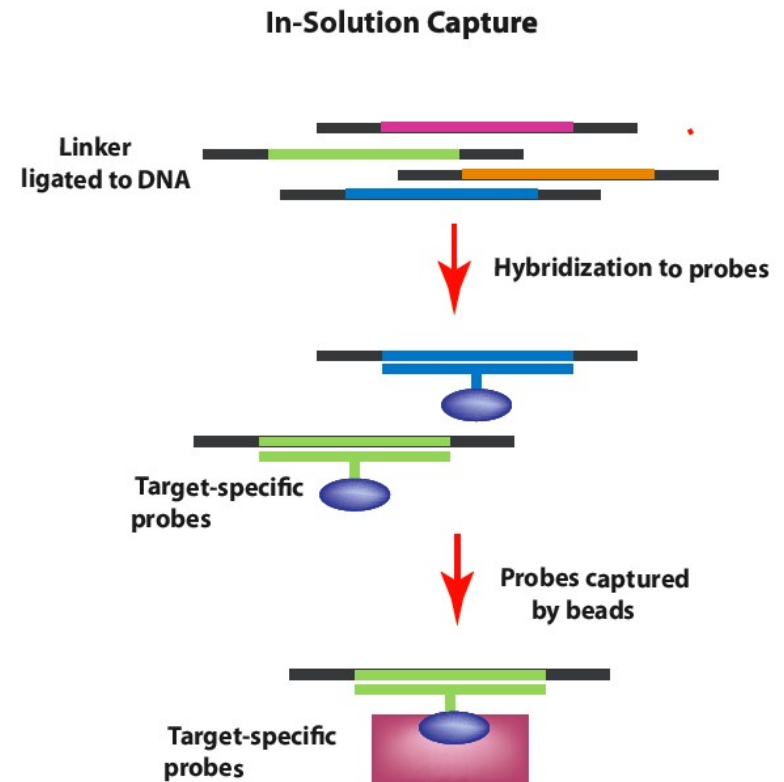 In-Solution Capture
Linker
ligated to DNA
Hybridization to probes
Target-specific
probes
Probes captured
by beads
Target-specific
probes